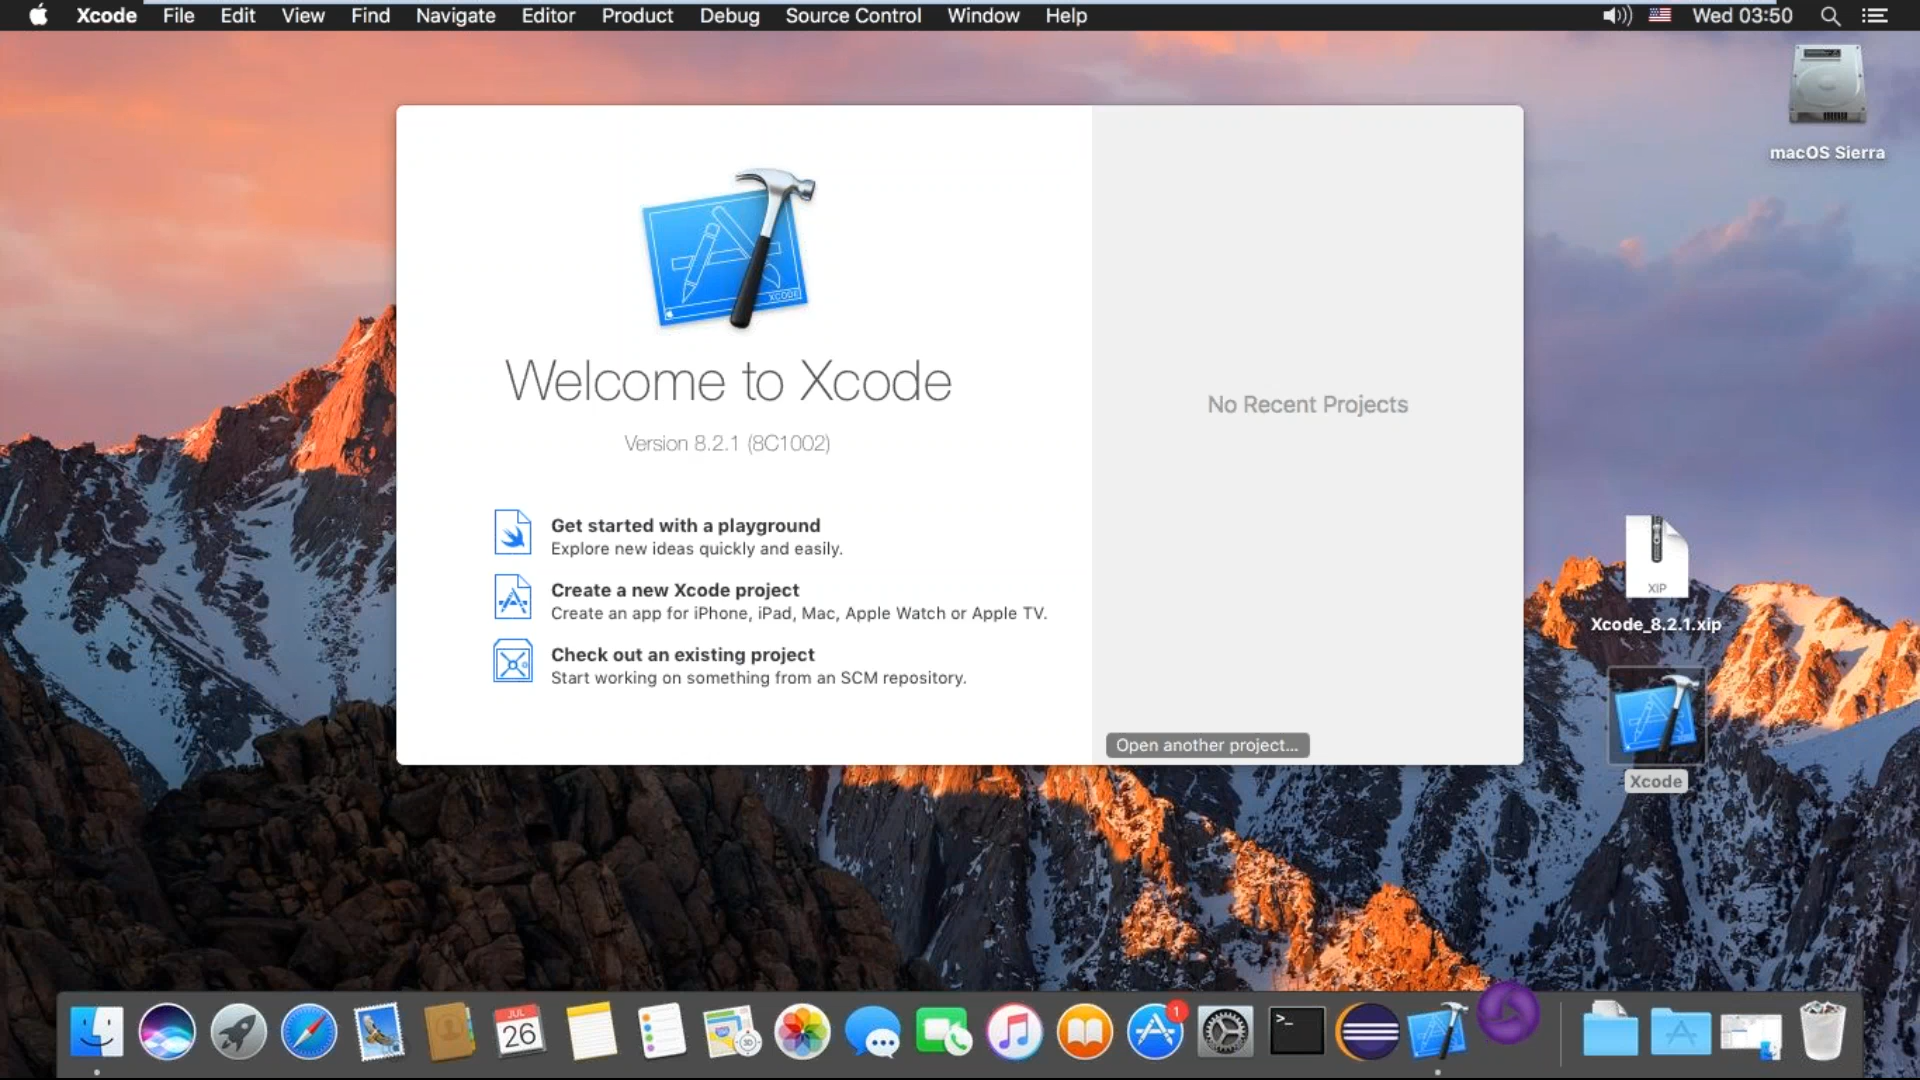 Xcode File Edit View Find Navigate Editor Product Debug Source Control Window Help Wed 03:50
macOS Sierra
XCODE
Welcome to Xcode
Version 8.2.1 (8C1002)
No Recent Projects
Get started with a playground
Explore new ideas quickly and easily.
Create a new Xcode project
Create an app for iPhone, iPad, Mac, Apple Watch or Apple TV.
Check out an existing project
Start working on something from an SCM repository.
Open another project...
XIP
Xcode_8.2.1.xip
Xcode
JUL
26
3D
1
>_